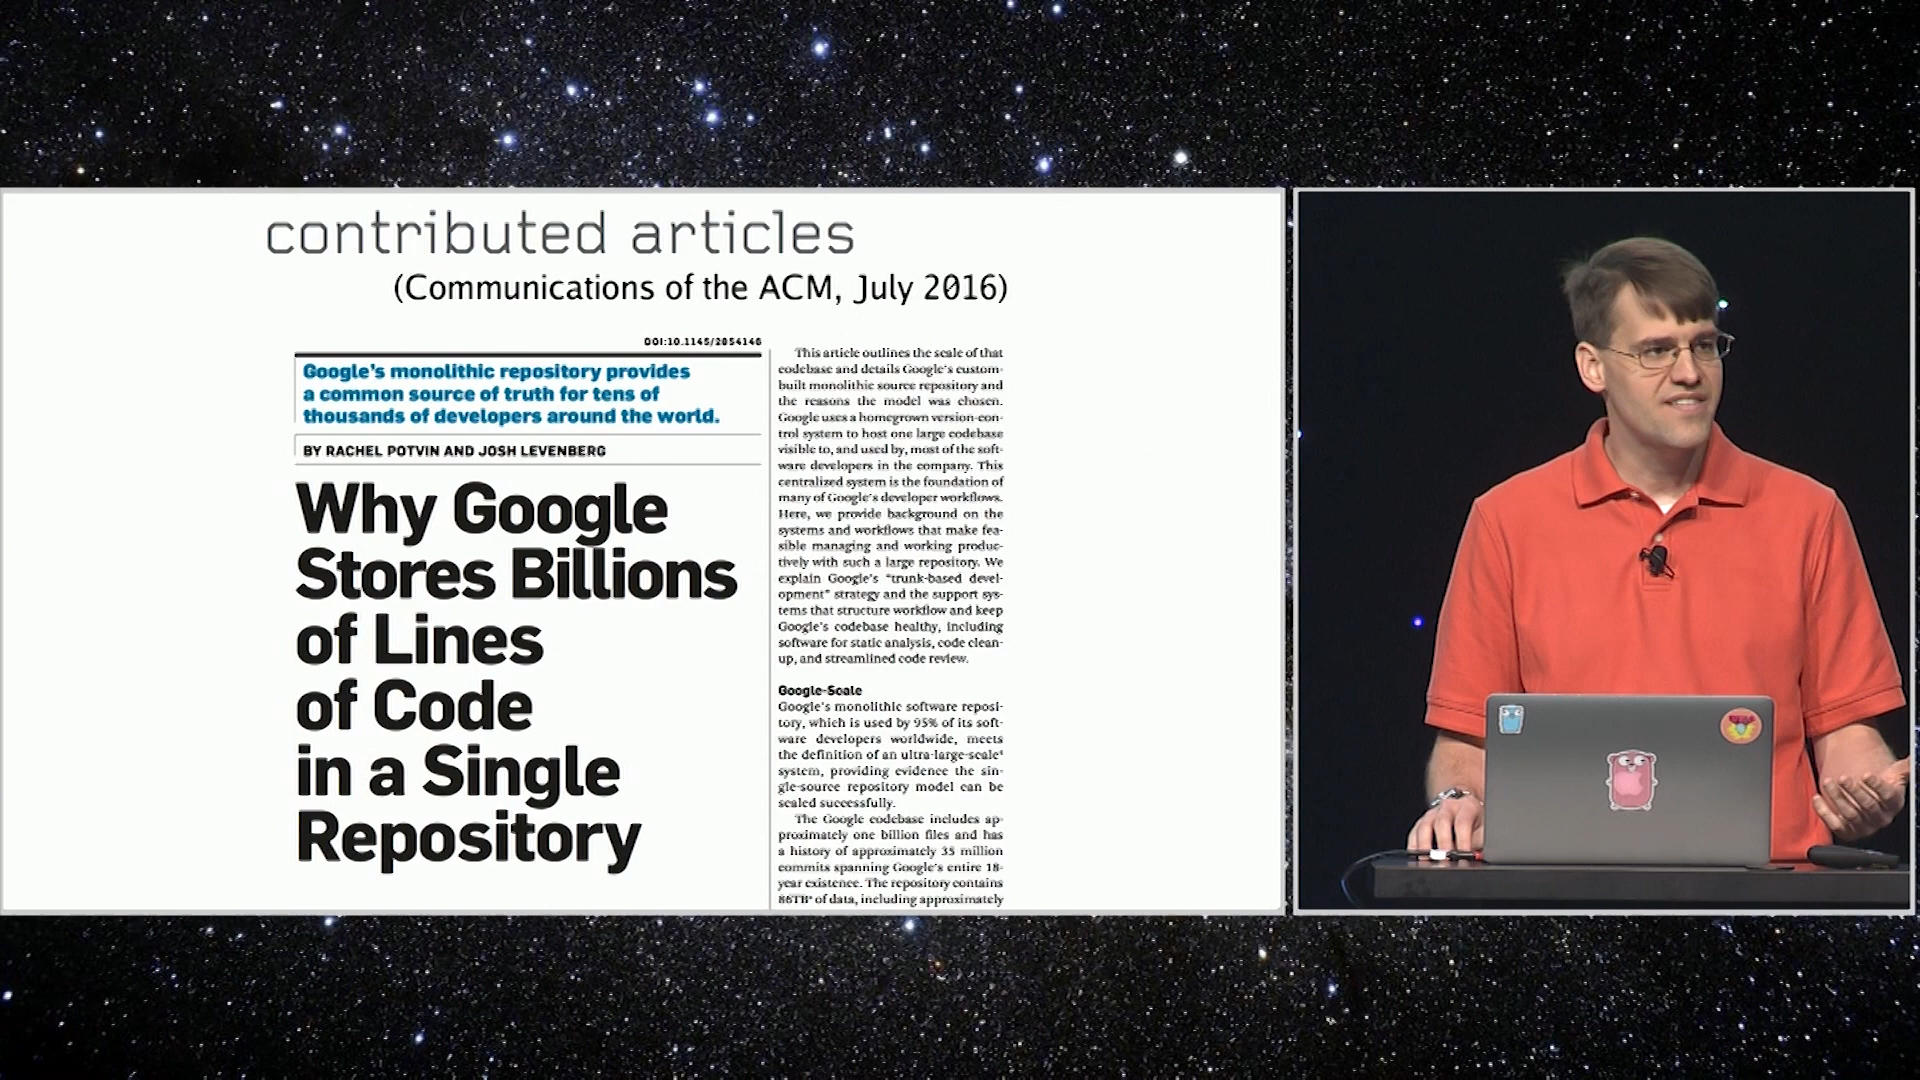 contributed articles
(Communications of the ACM, July 2016)
DOI:10.1145/2854146
Google's monolithic repository provides
a common source of truth for tens of
thousands of developers around the world.
BY RACHEL POTVIN AND JOSH LEVENBERG
Why Google
Stores Billions
of Lines
of Code
in a Single
Repository
This article outlines the scale of that
codebase and details Google's custom-
built monolithic source repository and
the reasons the model was chosen.
Google uses a homegrown version-con-
trol system to host one large codebase
visible to, and used by, most of the soft-
ware developers in the company. This
centralized system is the foundation of
many of Google's developer workflows.
Here, we provide background on the
systems and workflows that make fea-
sible managing and working produc-
tively with such a large repository. We
explain Google's "trunk-based devel-
opment" strategy and the support sys-
tems that structure workflow and keep
Google's codebase healthy, including
software for static analysis, code clean-
up, and streamlined code review.
Google-Scale
Google's monolithic software reposi-
tory, which is used by 95% of its soft-
ware developers worldwide, meets
the definition of an ultra-large-scale4
system, providing evidence the sin-
gle-source repository model can be
scaled successfully.
The Google codebase includes ap-
proximately one billion files and has
a history of approximately 35 million
commits spanning Google's entire 18-
year existence. The repository contains
86TBa of data, including approximately